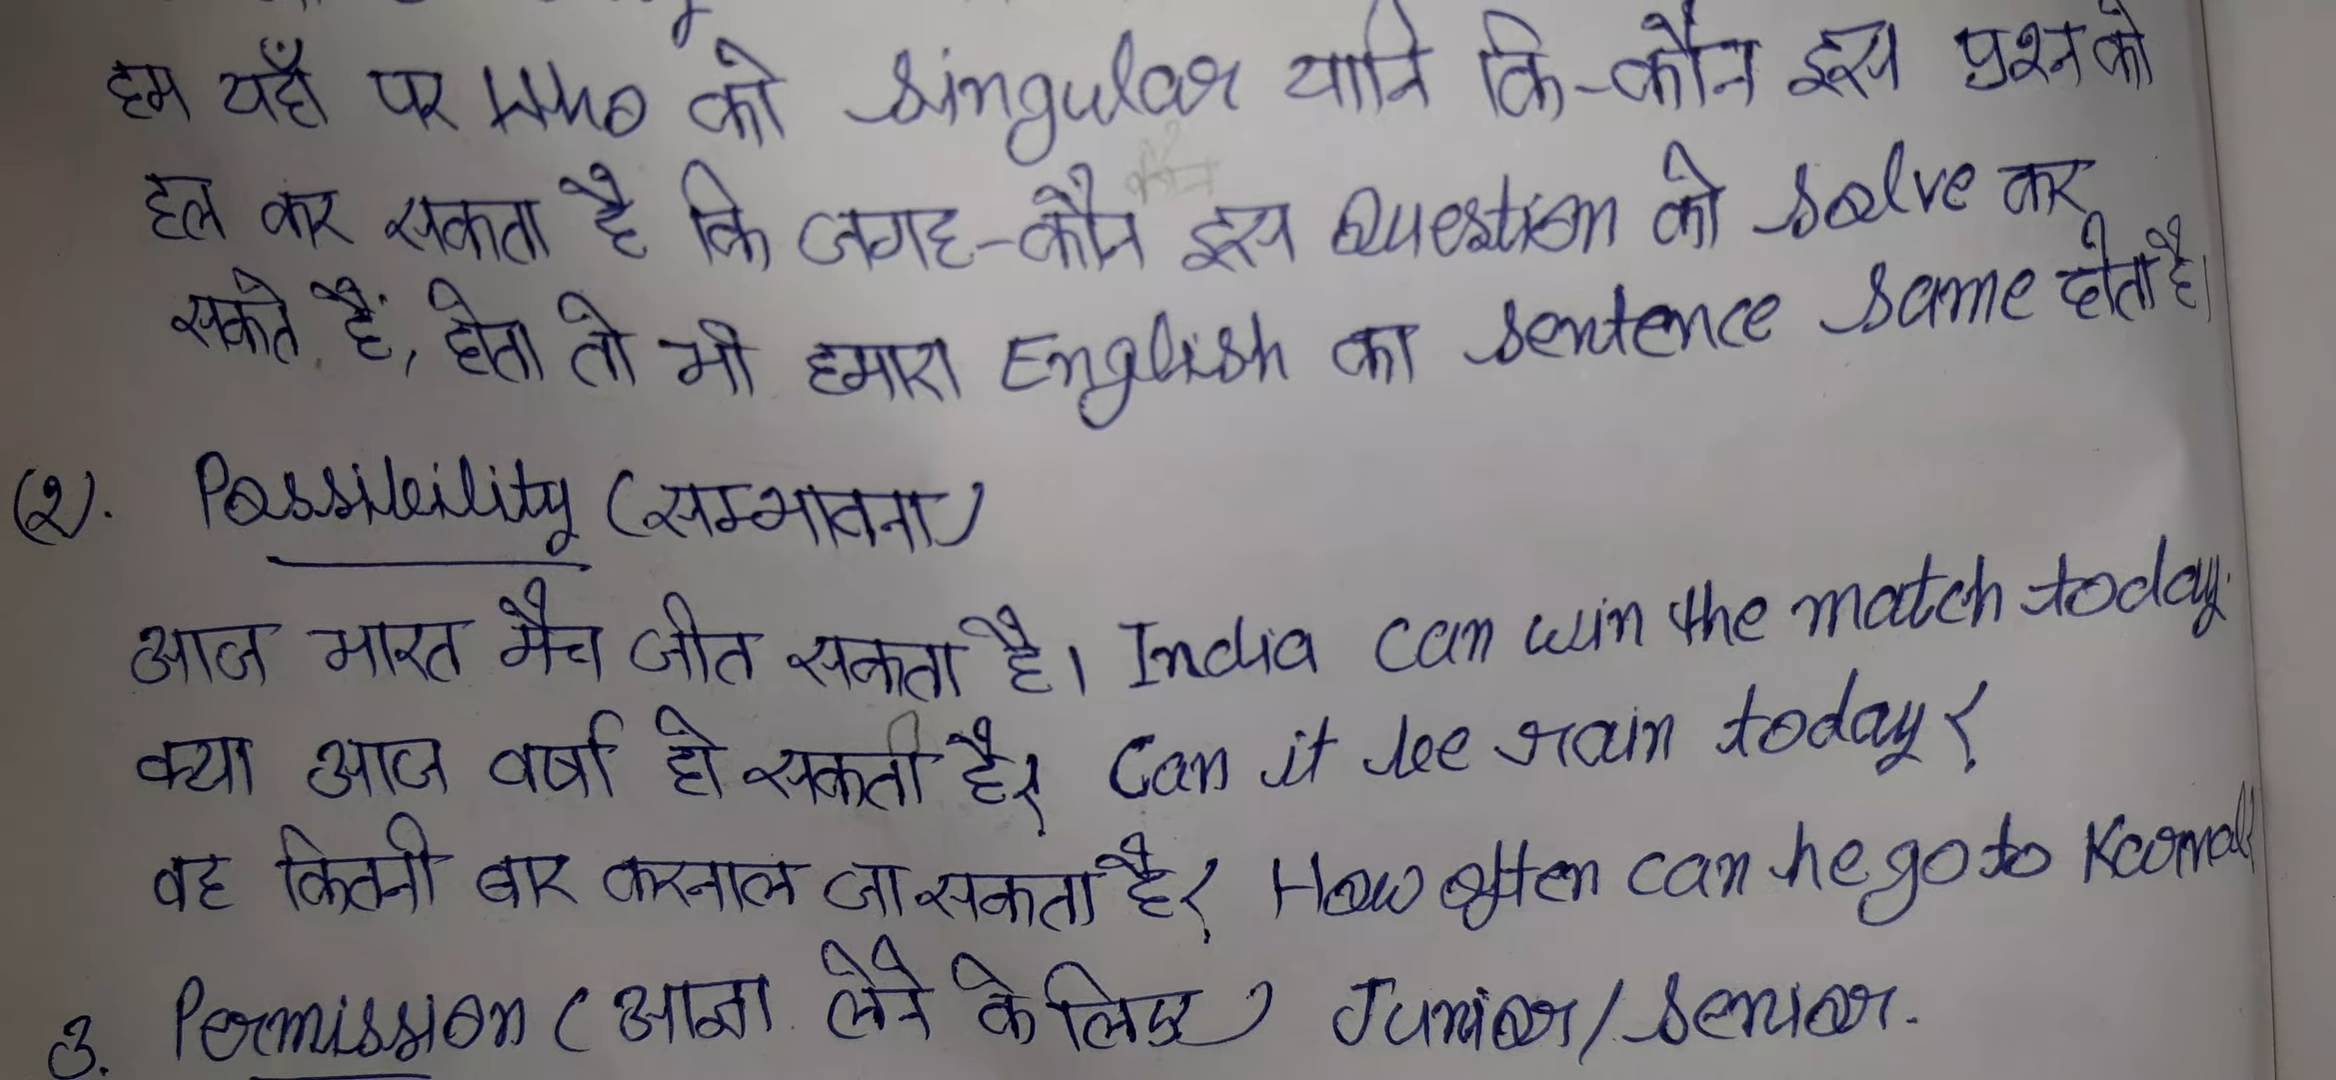 हम यहाँ पर Who को Singular यानि कि-कौन इस प्रश्न को
हल कर सकता है कि जगह-कौन इस Question को Solve कर
सकते हैं, होता तो भी हमारा English का Sentence Same होता है।
(2). Possibility (सम्भावना)
आज भारत मैच जीत सकता है। India can win the match today.
क्या आज वर्षा हो सकती है? Can it be rain today?
वह कितनी बार करनाल जा सकता है? How often can he go to Karnal?
3. Permission (आज्ञा लेने के लिए) Junior/Senior.